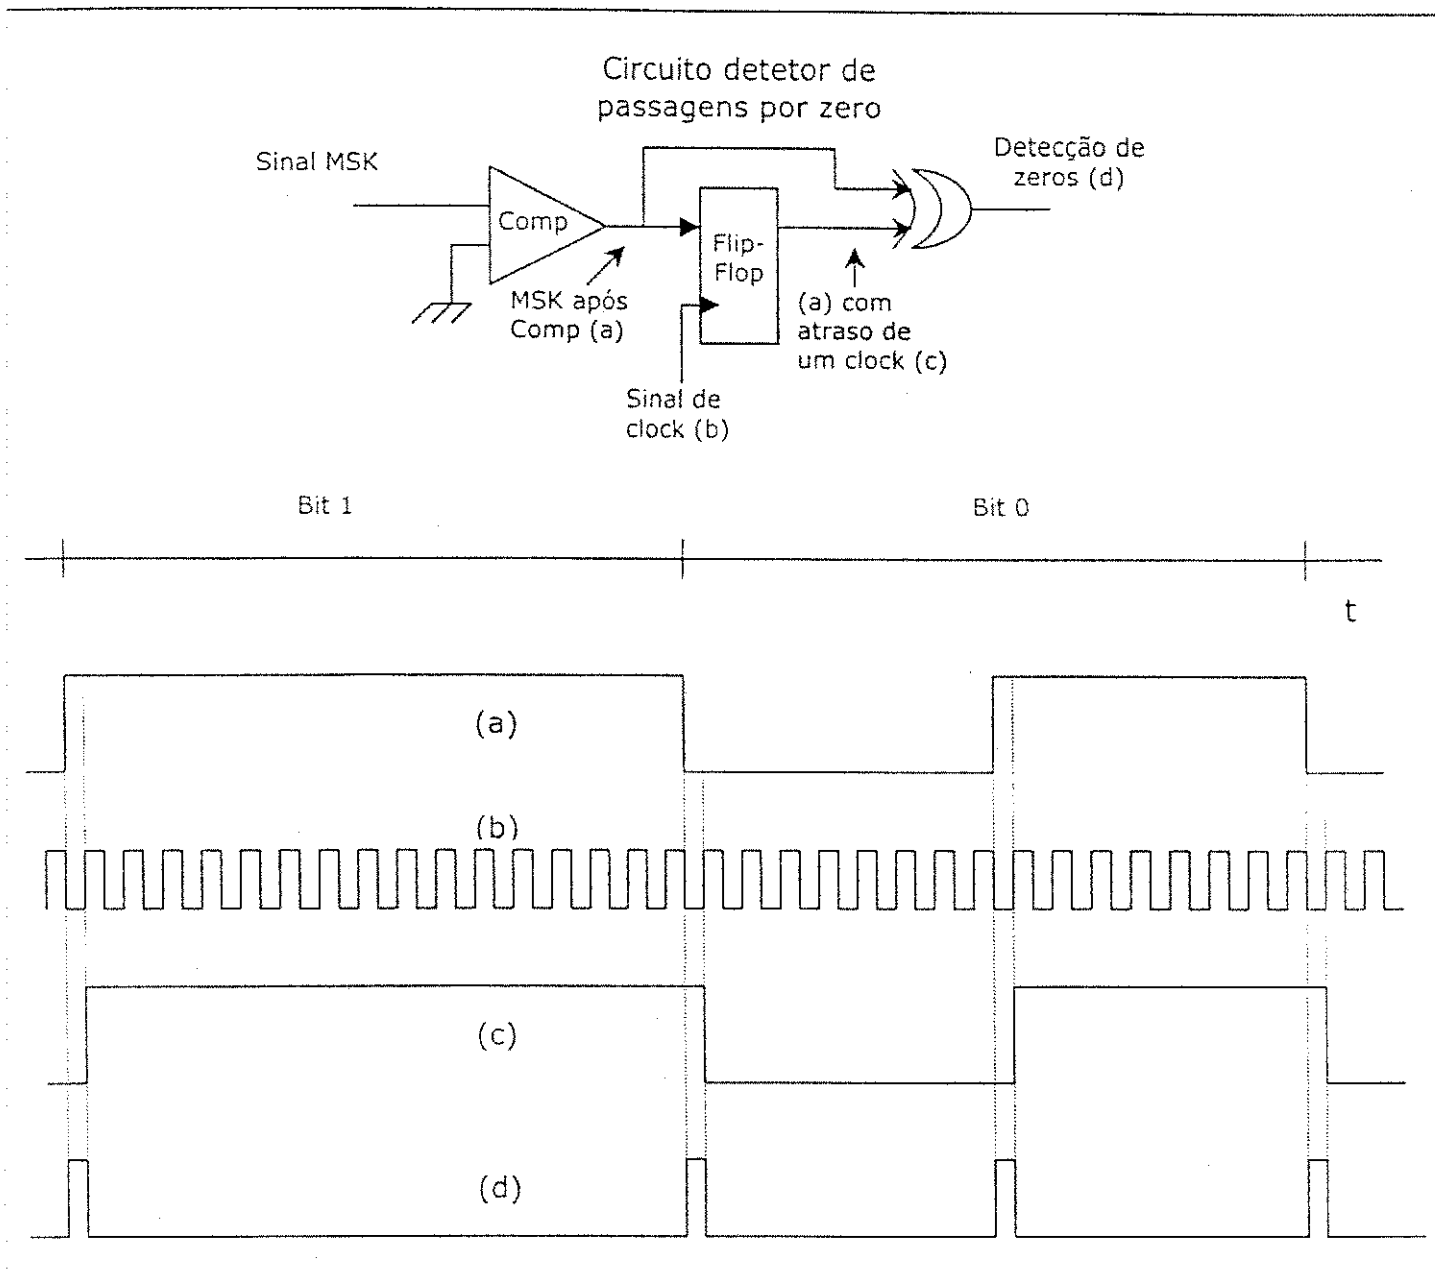 Circuito detetor de
passagens por zero
Sinal MSK
Detecção de
zeros (d)
Comp
Flip-
Flop
MSK após
Comp (a)
(a) com
atraso de
um clock (c)
Sinal de
clock (b)
Bit 1
Bit 0
t
(a)
(b)
(c)
(d)